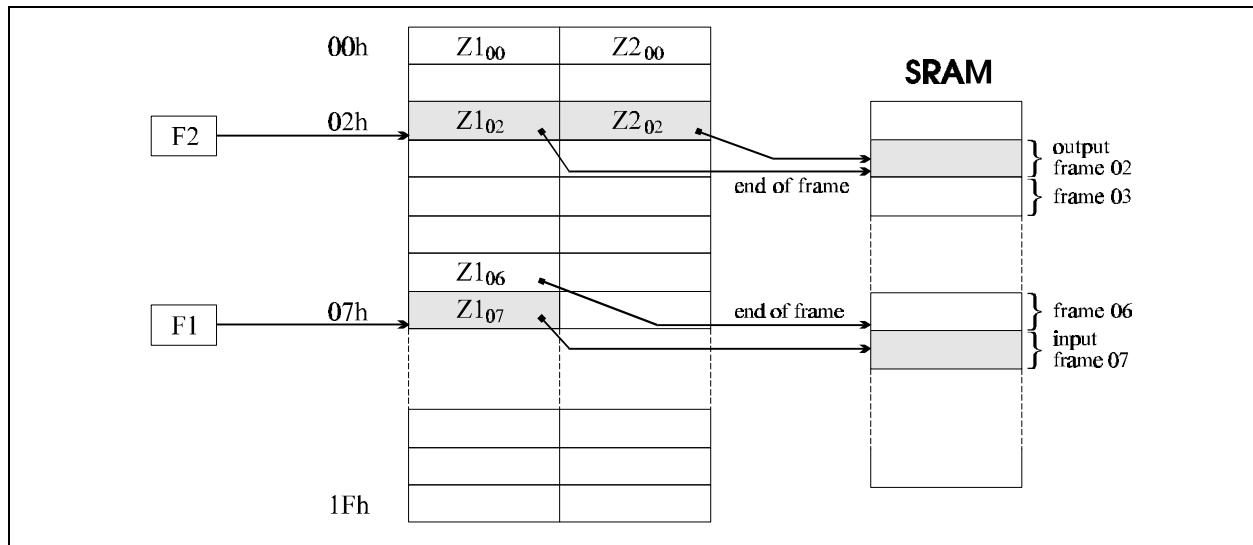 00h Z1₀₀ Z2₀₀
SRAM
F2 02h Z1₀₂ Z2₀₂
output
frame 02
end of frame
frame 03
Z1₀₆
F1 07h Z1₀₇
end of frame
frame 06
input
frame 07
1Fh